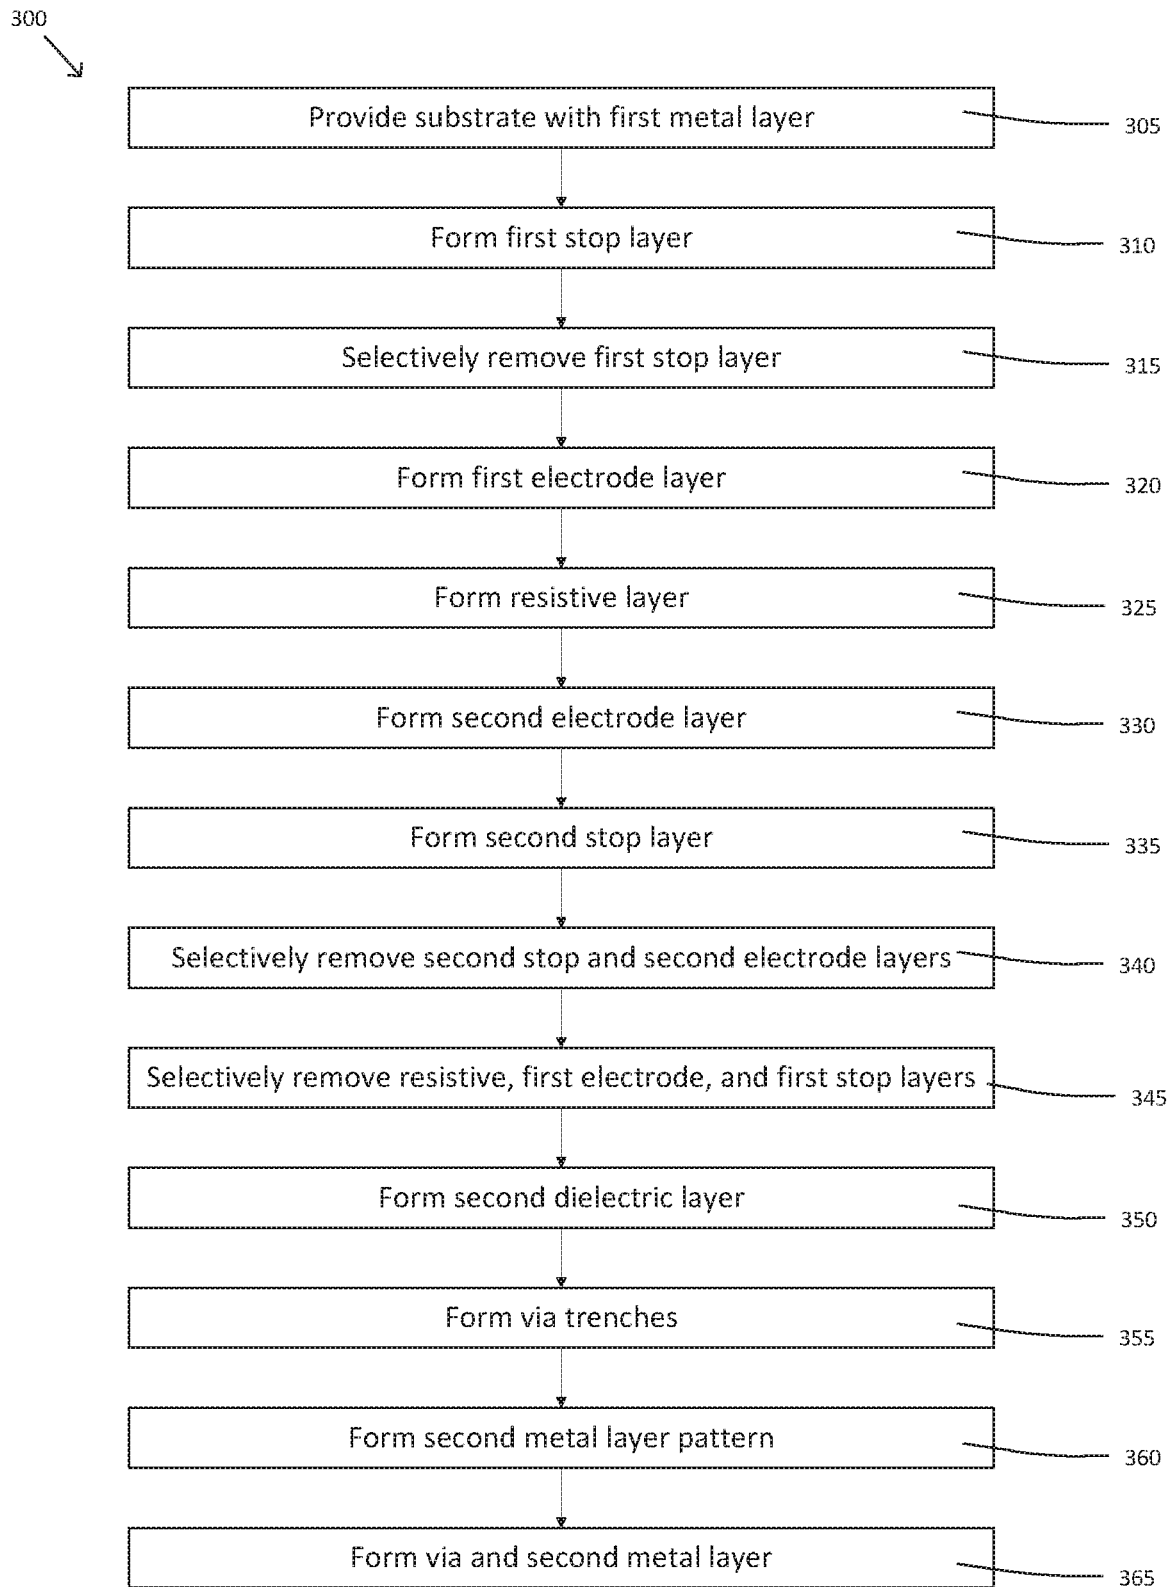 300
Provide substrate with first metal layer
305
Form first stop layer
310
Selectively remove first stop layer
315
Form first electrode layer
320
Form resistive layer
325
Form second electrode layer
330
Form second stop layer
335
Selectively remove second stop and second electrode layers
340
Selectively remove resistive, first electrode, and first stop layers
345
Form second dielectric layer
350
Form via trenches
355
Form second metal layer pattern
360
Form via and second metal layer
365